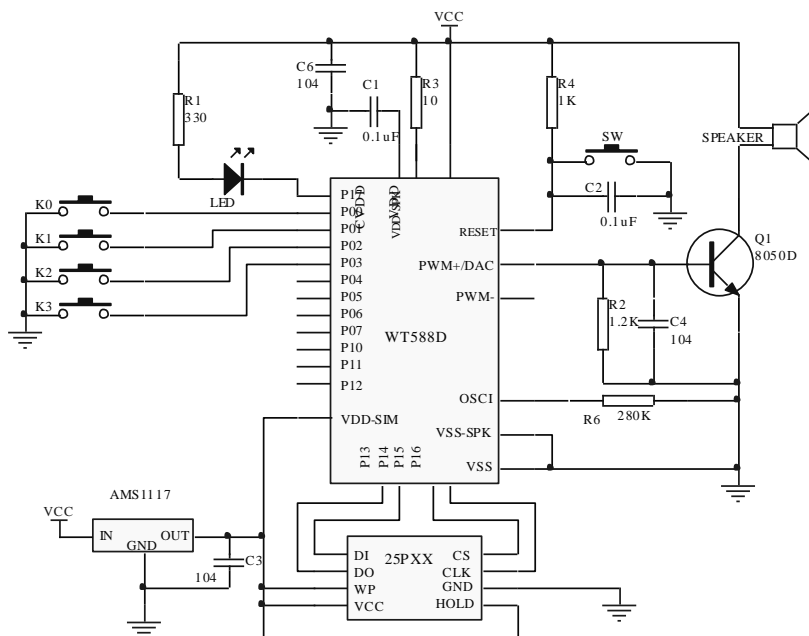 VCC
C6
104
C1
0.1uF
R3
10
R4
1K
R1
330
SW
SPEAKER
LED
C2
0.1uF
K0
K1
K2
K3
P17
P00
P01
P02
P03
P04
P05
P06
P07
P10
P11
P12
VDD-SIM
CVDD
VDD
VDD-SPK
RESET
PWM+/DAC
PWM-
WT588D
OSCI
VSS-SPK
VSS
P13
P14
P15
P16
Q1
8050D
R2
1.2K
C4
104
R6
280K
AMS1117
VCC
IN
OUT
GND
C3
104
25PXX
DI
DO
WP
VCC
CS
CLK
GND
HOLD